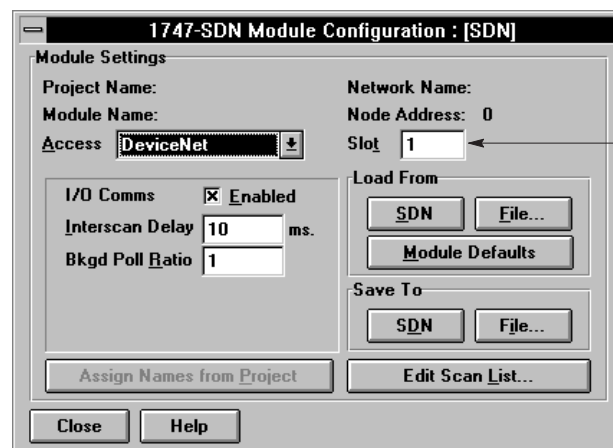 1747-SDN Module Configuration : [SDN]
Module Settings
Project Name:
Network Name:
Module Name:
Node Address: 0
Access DeviceNet
Slot 1
I/O Comms Enabled
Interscan Delay 10 ms.
Bkgd Poll Ratio 1
Load From
SDN File...
Module Defaults
Save To
SDN File...
Assign Names from Project
Edit Scan List...
Close Help